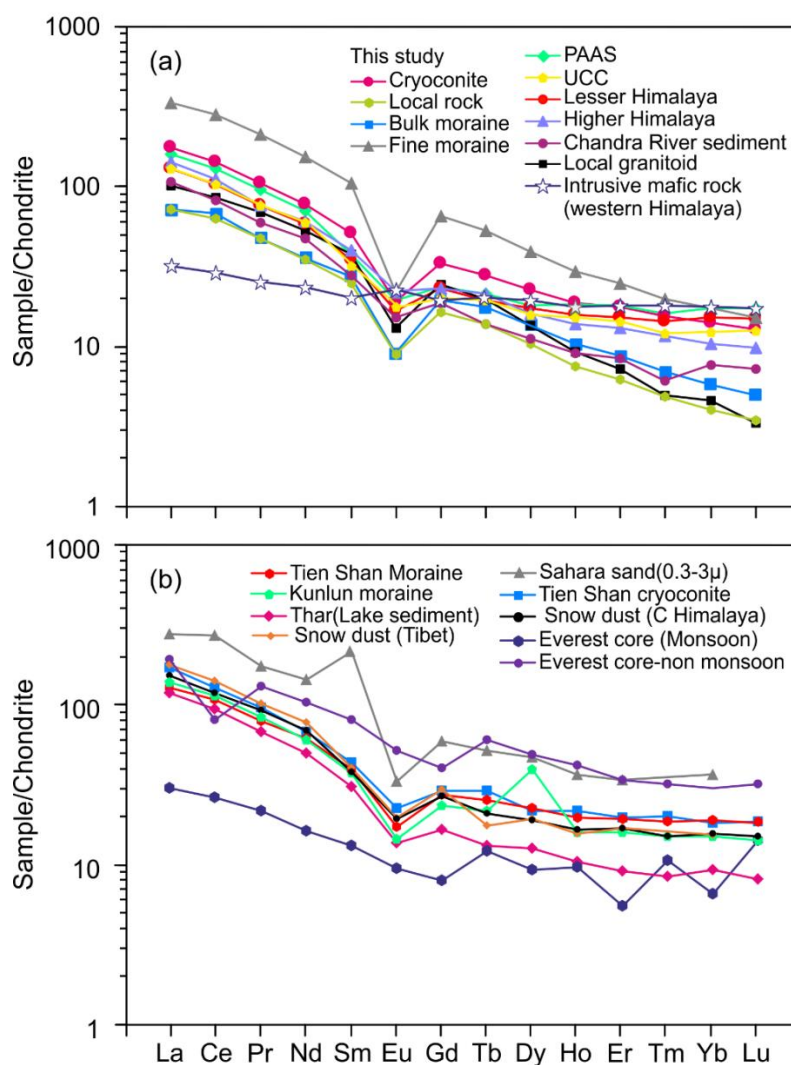 1000
(a)
This study
Cryoconite
Local rock
Bulk moraine
Fine moraine
PAAS
UCC
Lesser Himalaya
Higher Himalaya
Chandra River sediment
Local granitoid
Intrusive mafic rock
(western Himalaya)
100
10
1
Sample/Chondrite
1000
(b)
Tien Shan Moraine
Kunlun moraine
Thar(Lake sediment)
Snow dust (Tibet)
Sahara sand(0.3-3μ)
Tien Shan cryoconite
Snow dust (C Himalaya)
Everest core (Monsoon)
Everest core-non monsoon
100
10
1
Sample/Chondrite
La Ce Pr Nd Sm Eu Gd Tb Dy Ho Er Tm Yb Lu